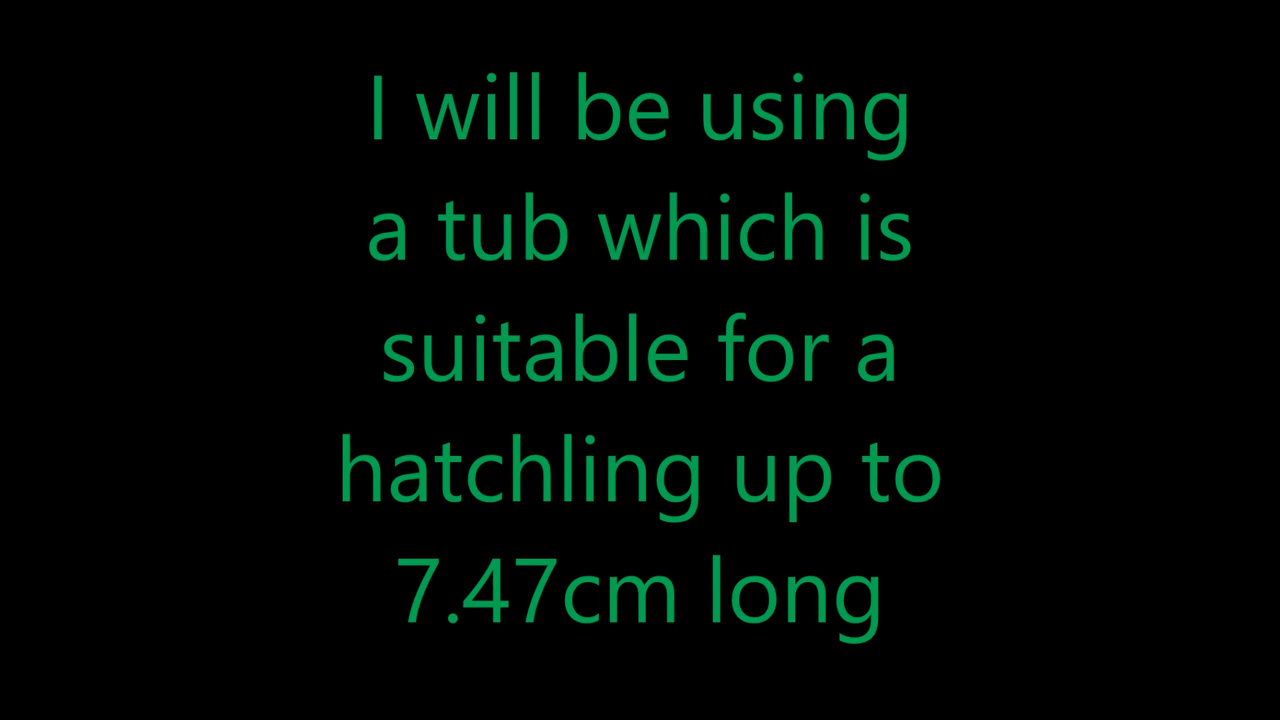 I will be using
a tub which is
suitable for a
hatchling up to
7.47cm long